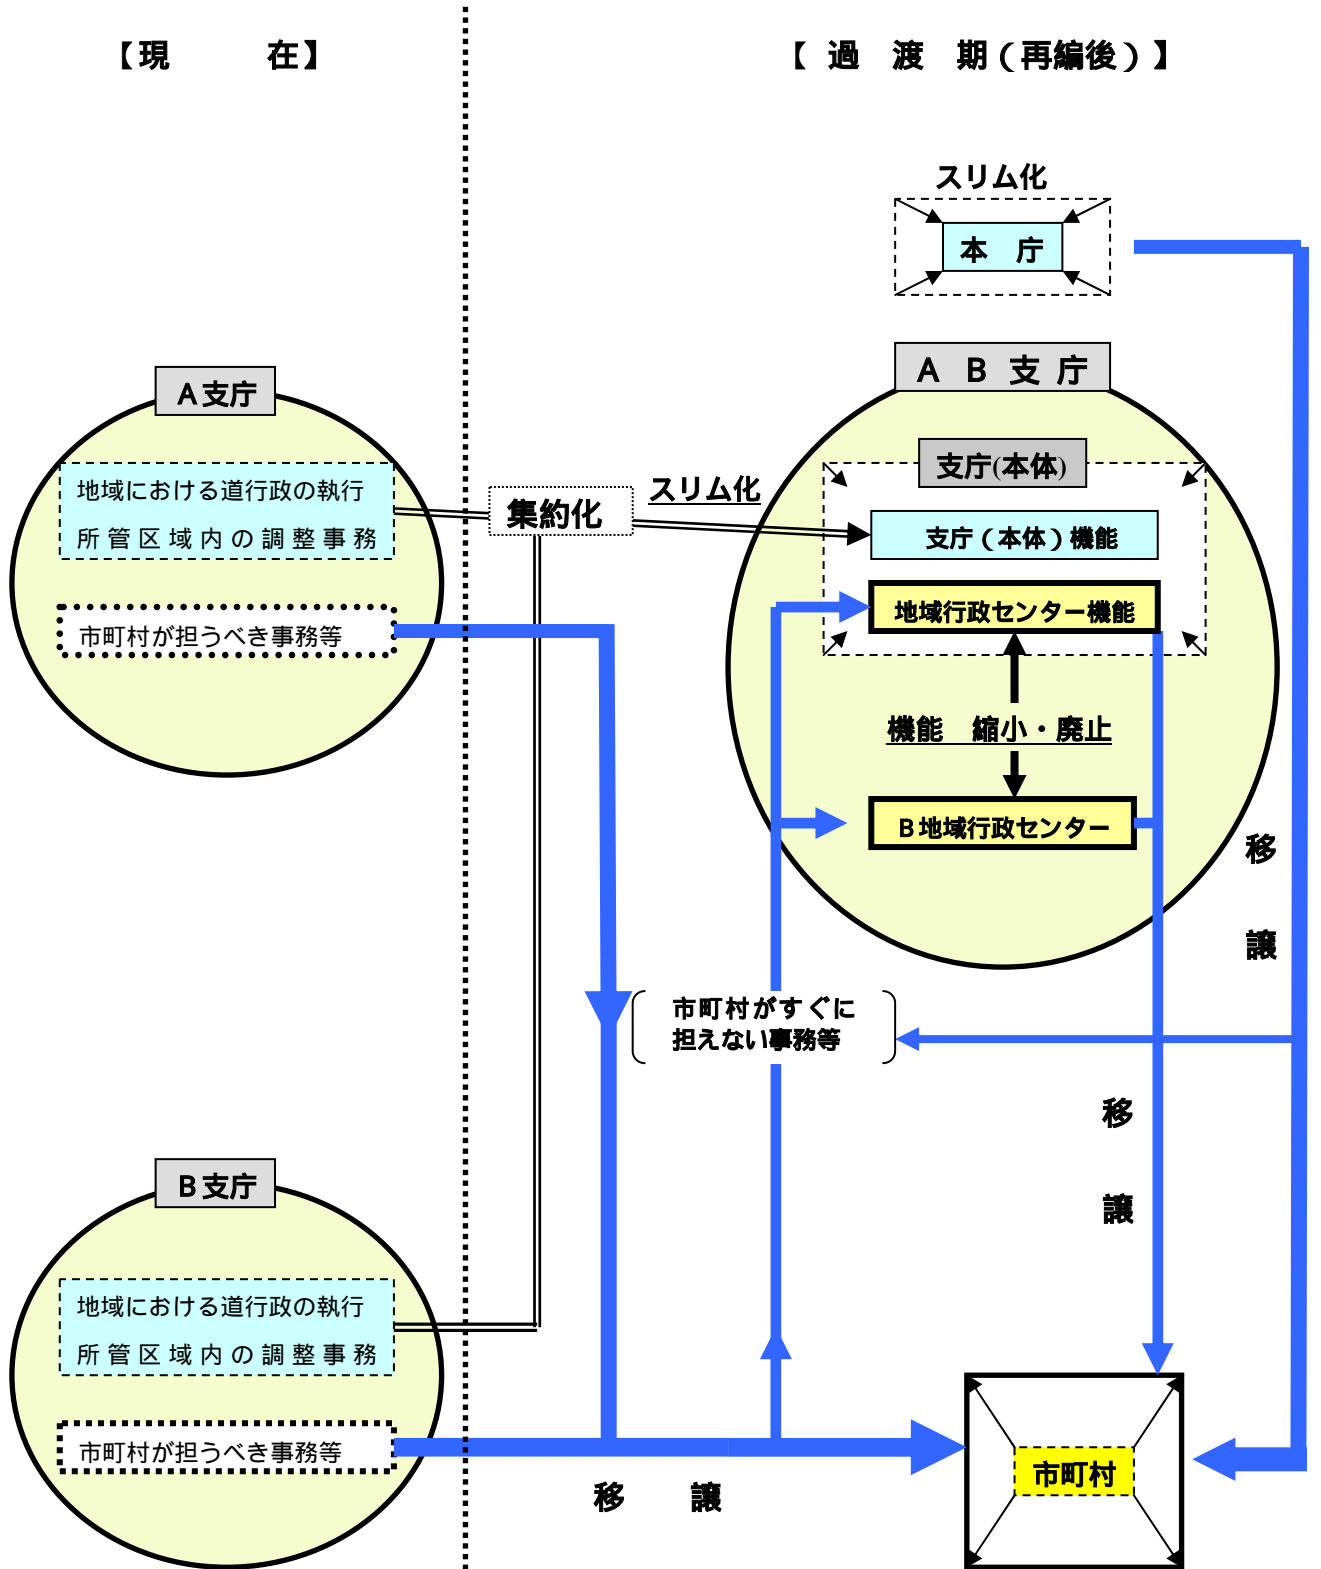 【現　在】
【過　渡　期（再編後）】
スリム化
本　庁
Ａ　Ｂ　支　庁
Ａ支庁
支庁(本体)
地域における道行政の執行
所管区域内の調整事務
集約化
スリム化
支庁（本体）機能
地域行政センター機能
市町村が担うべき事務等
機能　縮小・廃止
Ｂ地域行政センター
移
譲
市町村がすぐに
担えない事務等
移
譲
Ｂ支庁
地域における道行政の執行
所管区域内の調整事務
市町村が担うべき事務等
市町村
移　譲